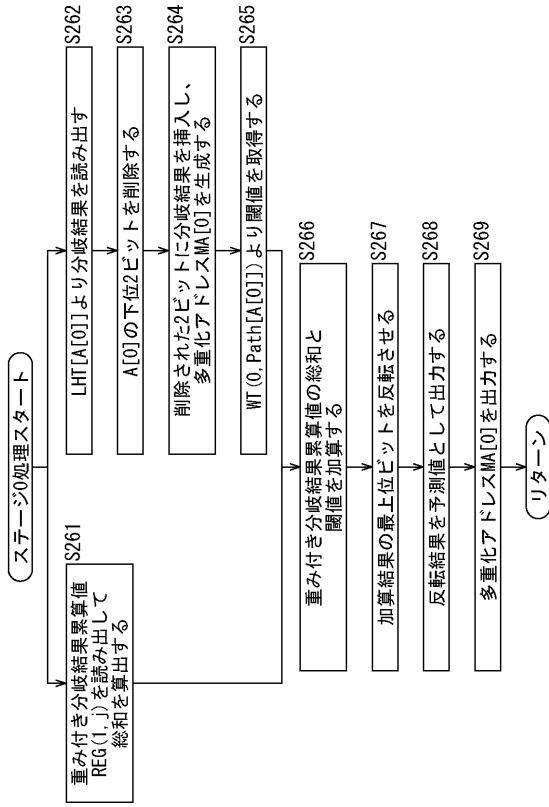 ステージ0処理スタート
S261
重み付き分岐結果累算値
REG(1, j)を読み出して
総和を算出する
S262
LHT[A[0]]より分岐結果を読み出す
S263
A[0]の下位2ビットを削除する
S264
削除された2ビットに分岐結果を挿入し、
多重化アドレスMA[0]を生成する
S265
WT(0, Path[A[0]])より閾値を取得する
S266
重み付き分岐結果累算値の総和と
閾値を加算する
S267
加算結果の最上位ビットを反転させる
S268
反転結果を予測値として出力する
S269
多重化アドレスMA[0]を出力する
リターン